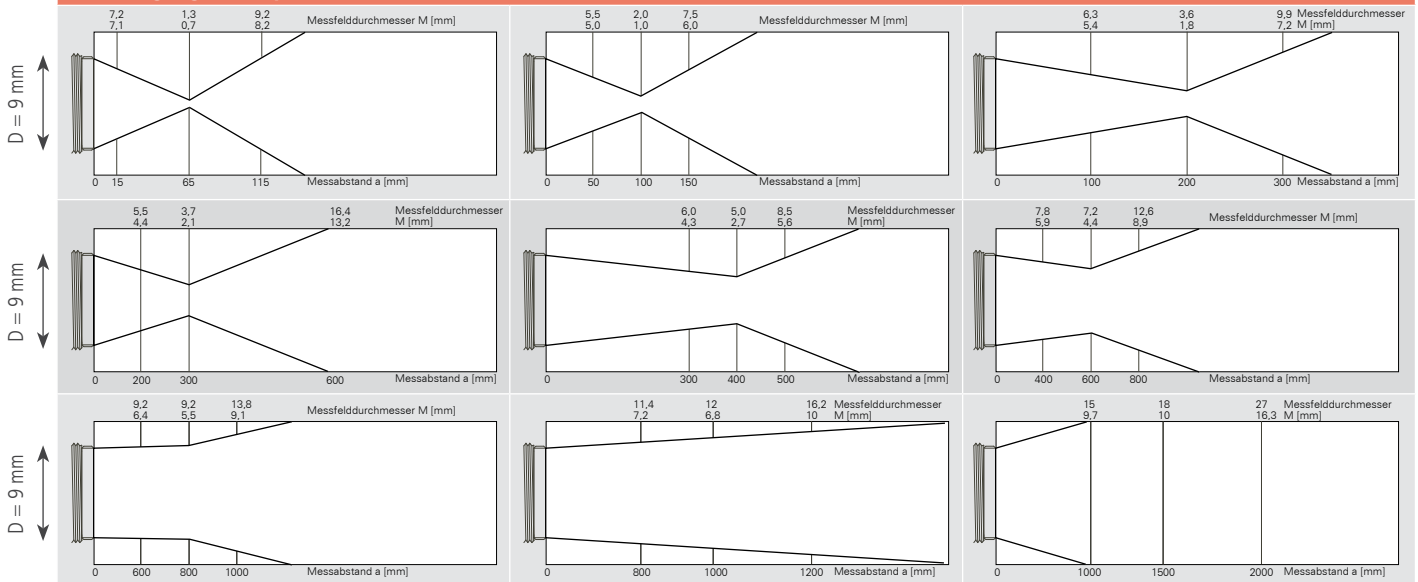 7,2 1,3 9,2 Messfelddurchmesser M [mm]
7,1 0,7 8,2
D = 9 mm
0 15 65 115 Messabstand a [mm]
5,5 2,0 7,5 Messfelddurchmesser M [mm]
5,0 1,0 6,0
0 50 100 150 Messabstand a [mm]
6,3 3,6 9,9 Messfelddurchmesser
5,4 1,8 7,2 M [mm]
0 100 200 300 Messabstand a [mm]
5,5 3,7 16,4 Messfelddurchmesser
4,4 2,1 13,2 M [mm]
D = 9 mm
0 200 300 600 Messabstand a [mm]
6,0 5,0 8,5 Messfelddurchmesser
4,3 2,7 5,6 M [mm]
0 300 400 500 Messabstand a [mm]
7,8 7,2 12,6 Messfelddurchmesser M [mm]
5,9 4,4 8,9
0 400 600 800 Messabstand a [mm]
9,2 9,2 13,8 Messfelddurchmesser M [mm]
6,4 5,5 9,1
D = 9 mm
0 600 800 1000 Messabstand a [mm]
11,4 12 16,2 Messfelddurchmesser
7,2 6,8 10 M [mm]
0 800 1000 1200 Messabstand a [mm]
15 18 27 Messfelddurchmesser
9,7 10 16,3 M [mm]
0 1000 1500 2000 Messabstand a [mm]